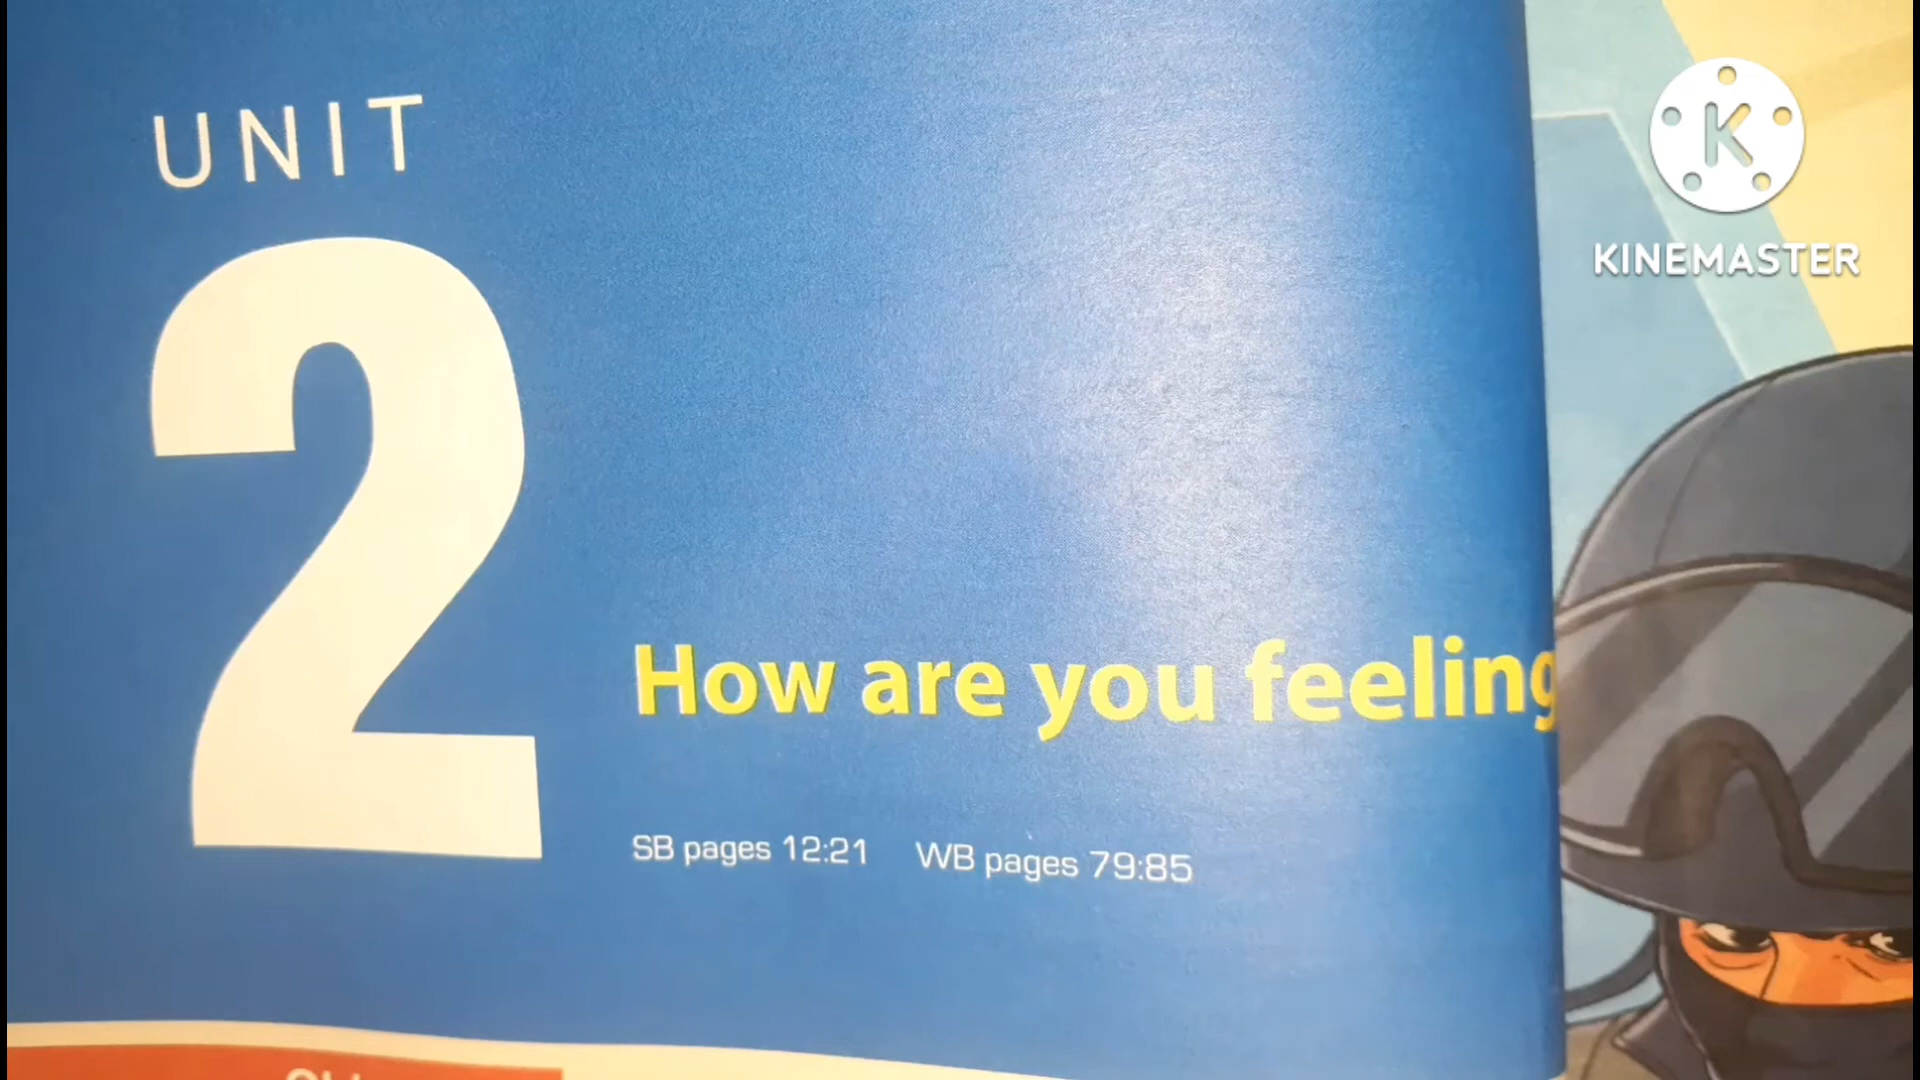 UNIT
2
How are you feeling
SB pages 12:21 WB pages 79:85
K
KINEMASTER